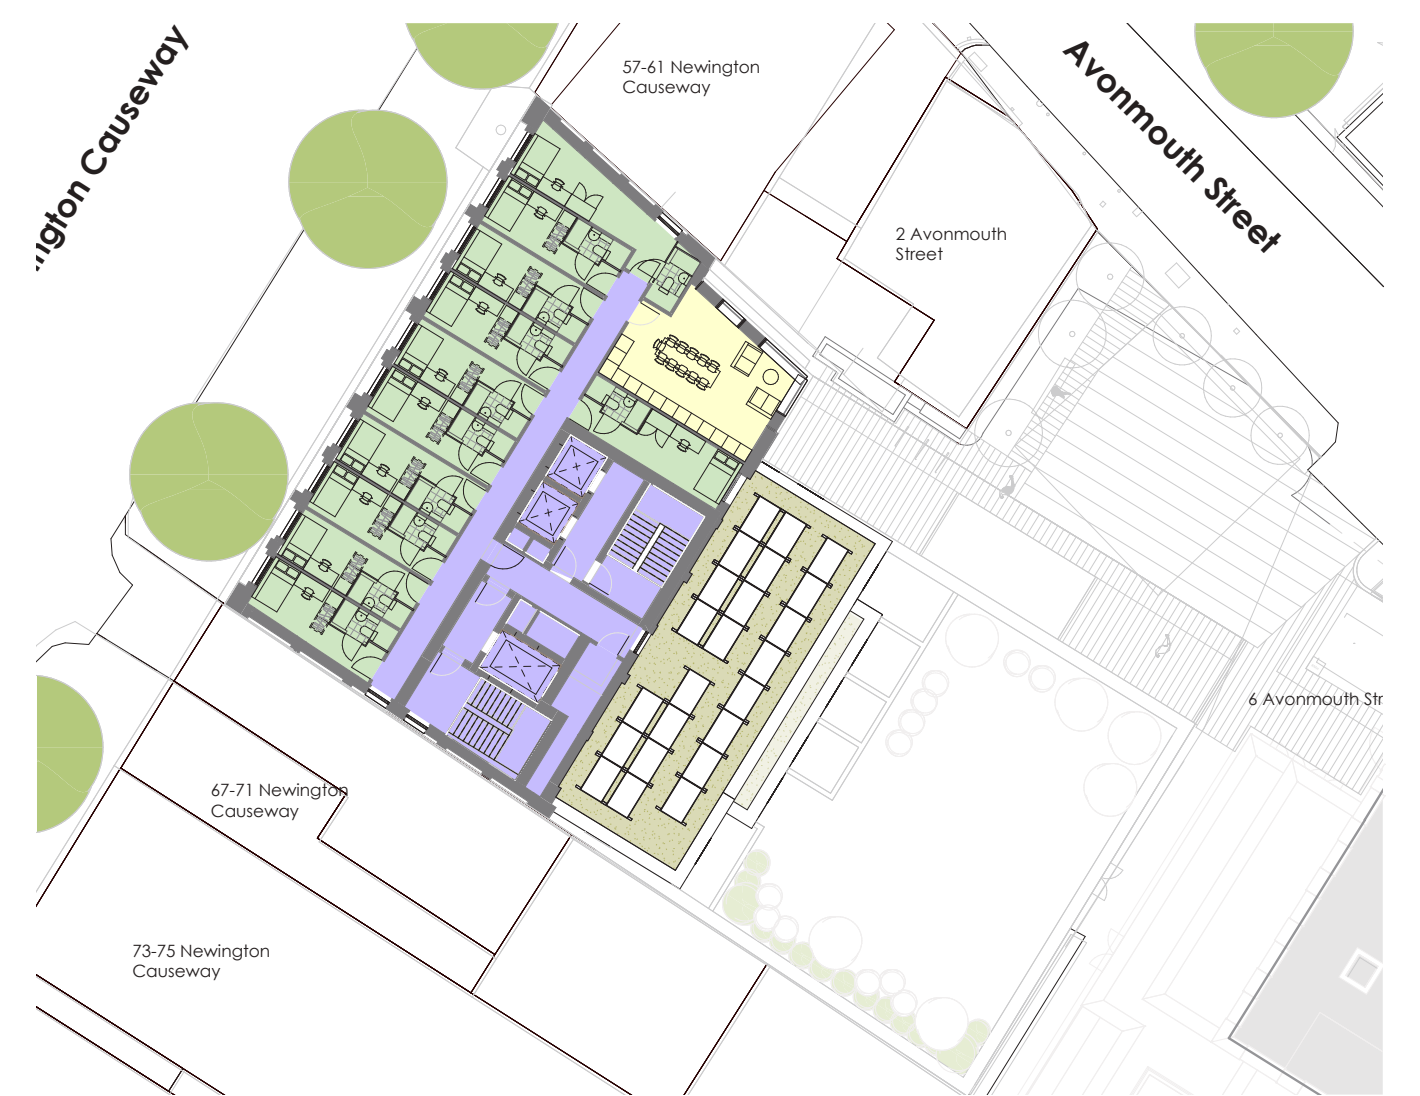 ington Causeway
57-61 Newington
Causeway
Avonmouth Street
2 Avonmouth
Street
6 Avonmouth Str
67-71 Newington
Causeway
73-75 Newington
Causeway